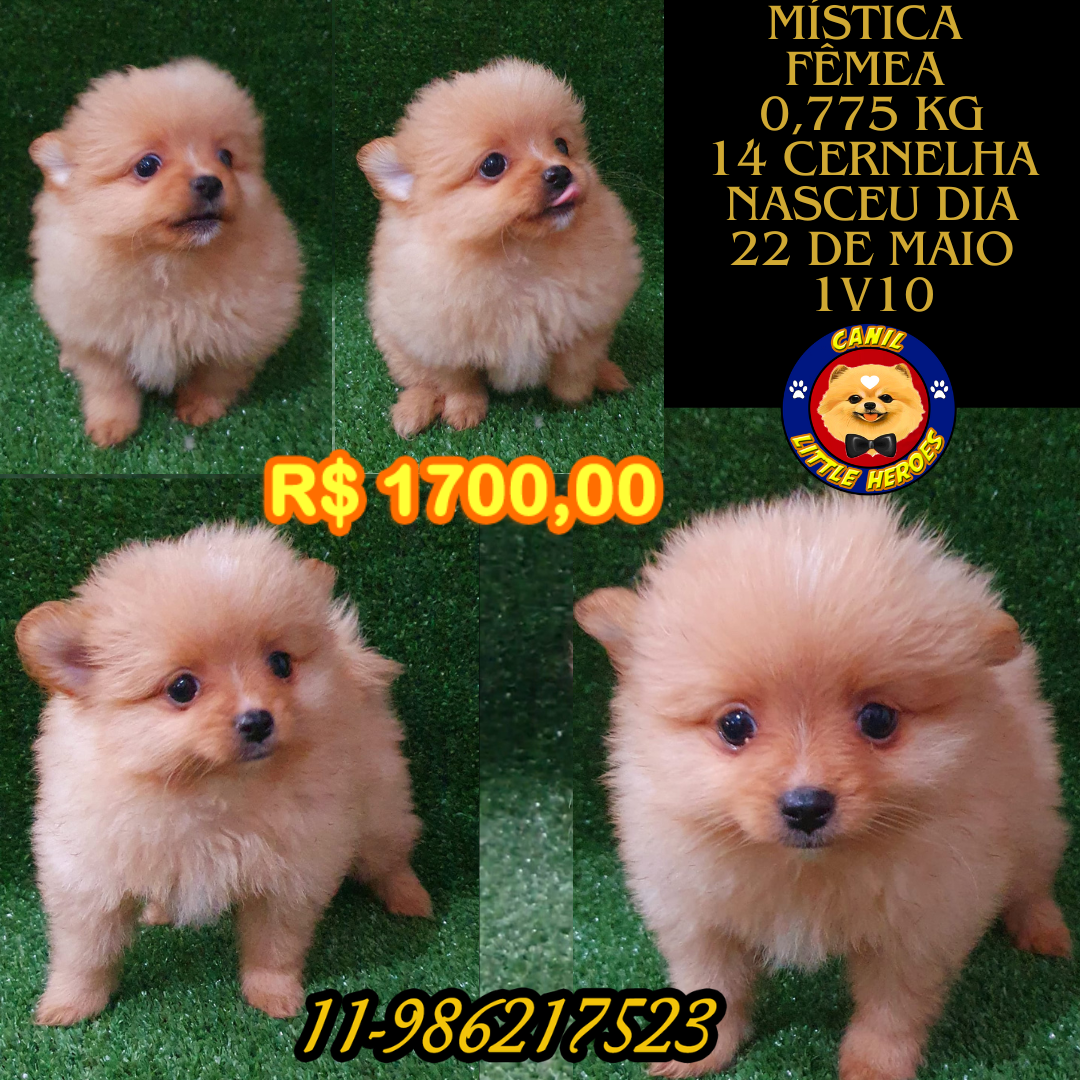 MÍSTICA
FÊMEA
0,775 KG
14 CERNELHA
NASCEU DIA
22 DE MAIO
1V10
CANIL
LITTLE HEROES
R$ 1700,00
11-986217523